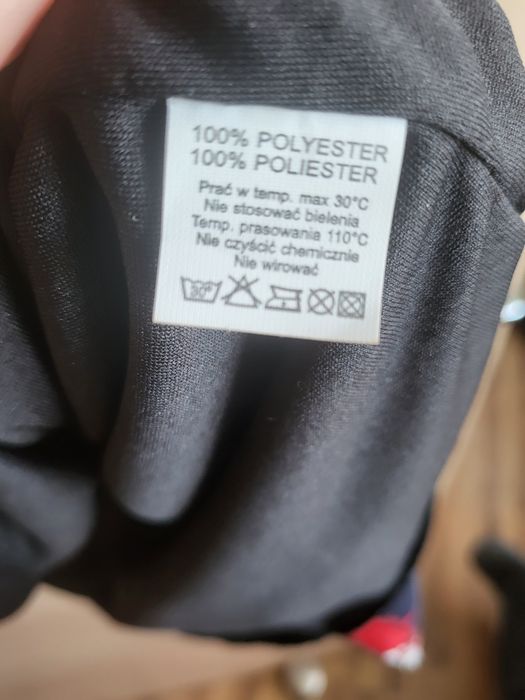 100% POLYESTER
100% POLIESTER
Prać w temp. max 30°C
Nie stosować bielenia
Temp. prasowania 110°C
Nie czyścić chemicznie
Nie wirować
30°